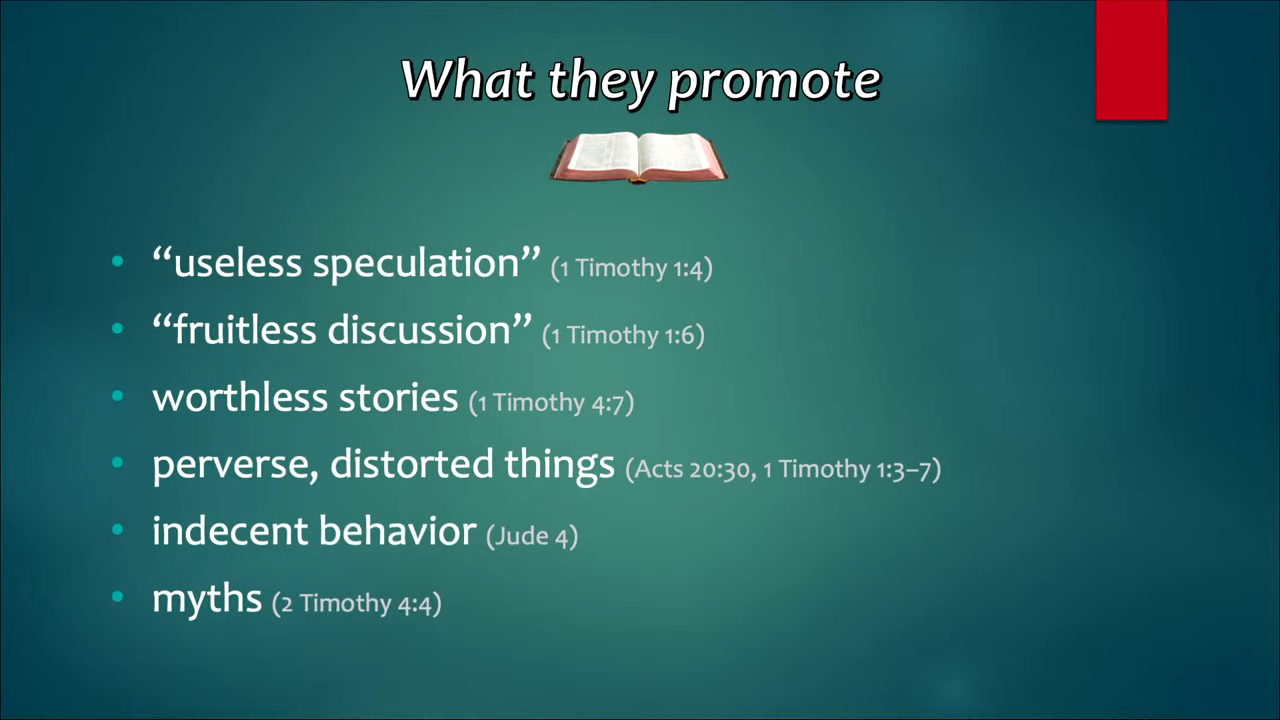 What they promote
• “useless speculation” (1 Timothy 1:4)
• “fruitless discussion” (1 Timothy 1:6)
• worthless stories (1 Timothy 4:7)
• perverse, distorted things (Acts 20:30, 1 Timothy 1:3–7)
• indecent behavior (Jude 4)
• myths (2 Timothy 4:4)